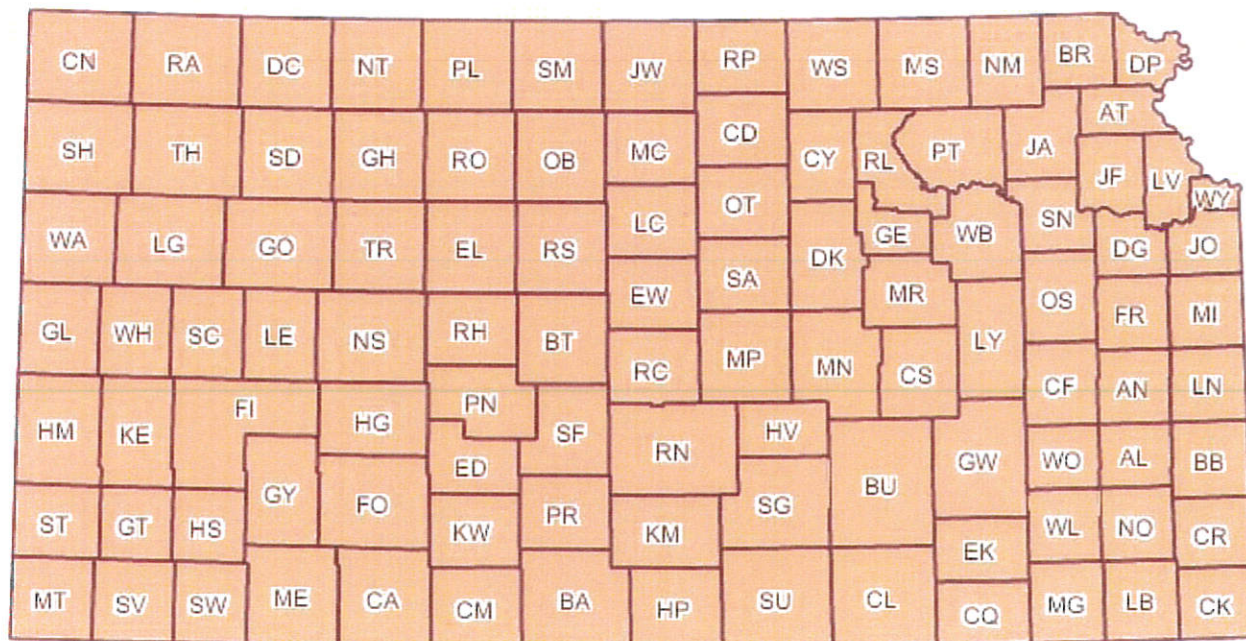 CN RA DC NT PL SM JW RP WS MS NM BR DP
SH TH SD GH RO OB MC CD CY RL PT JA AT
JF LV WY
WA LG GO TR EL RS LC OT DK GE WB SN DG JO
GL WH SC LE NS RH BT EW SA MR LY OS FR MI
RC MP MN CS
HM KE FI HG PN SF RN HV CF AN LN
ED BU GW WO AL BB
ST GT HS GY FO KW PR KM SG EK WL NO CR
MT SV SW ME CA CM BA HP SU CL CQ MG LB CK